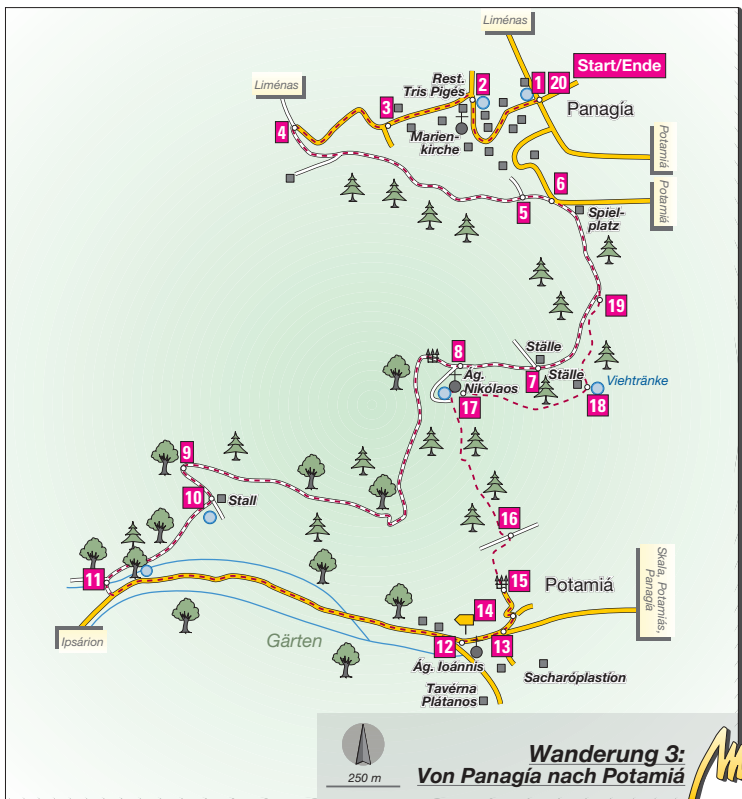 Liménas
Start/Ende
Rest.
Tris Pigés
2
1
20
Panagía
Liménas
3
Marien-
kirche
4
Potamiá
6
Potamiá
5
Spiel-
platz
19
8
Ställe
Ág.
Nikólaos
7
Ställe
Viehtränke
17
18
9
10
Stall
16
11
15
Potamiá
Skala, Potamiás,
Panagía
14
Ipsárion
Gärten
12
13
Ág. Ioánnis
Sacharóplastíon
Tavérna
Plátanos
250 m
Wanderung 3:
Von Panagía nach Potamiá